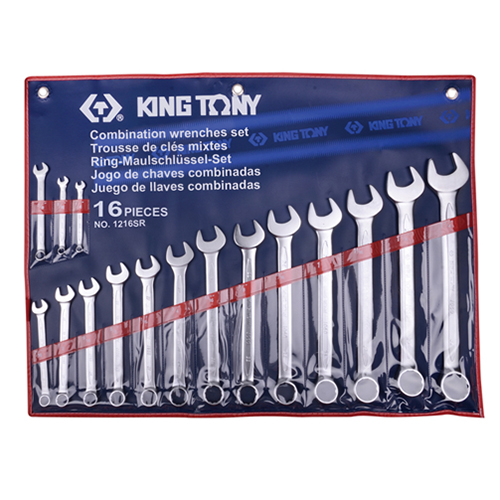 KING TONY
Combination wrenches set
Trousse de clés mixtes
Ring-Maulschlüssel-Set
Jogo de chaves combinadas
Juego de llaves combinadas
16 PIECES
NO. 1216SR
KING TONY
KING TONY